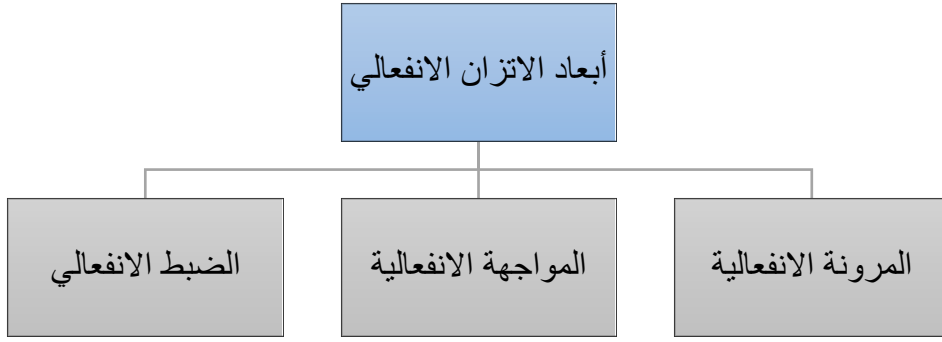 أبعاد الاتزان الانفعالي
المرونة الانفعالية
المواجهة الانفعالية
الضبط الانفعالي